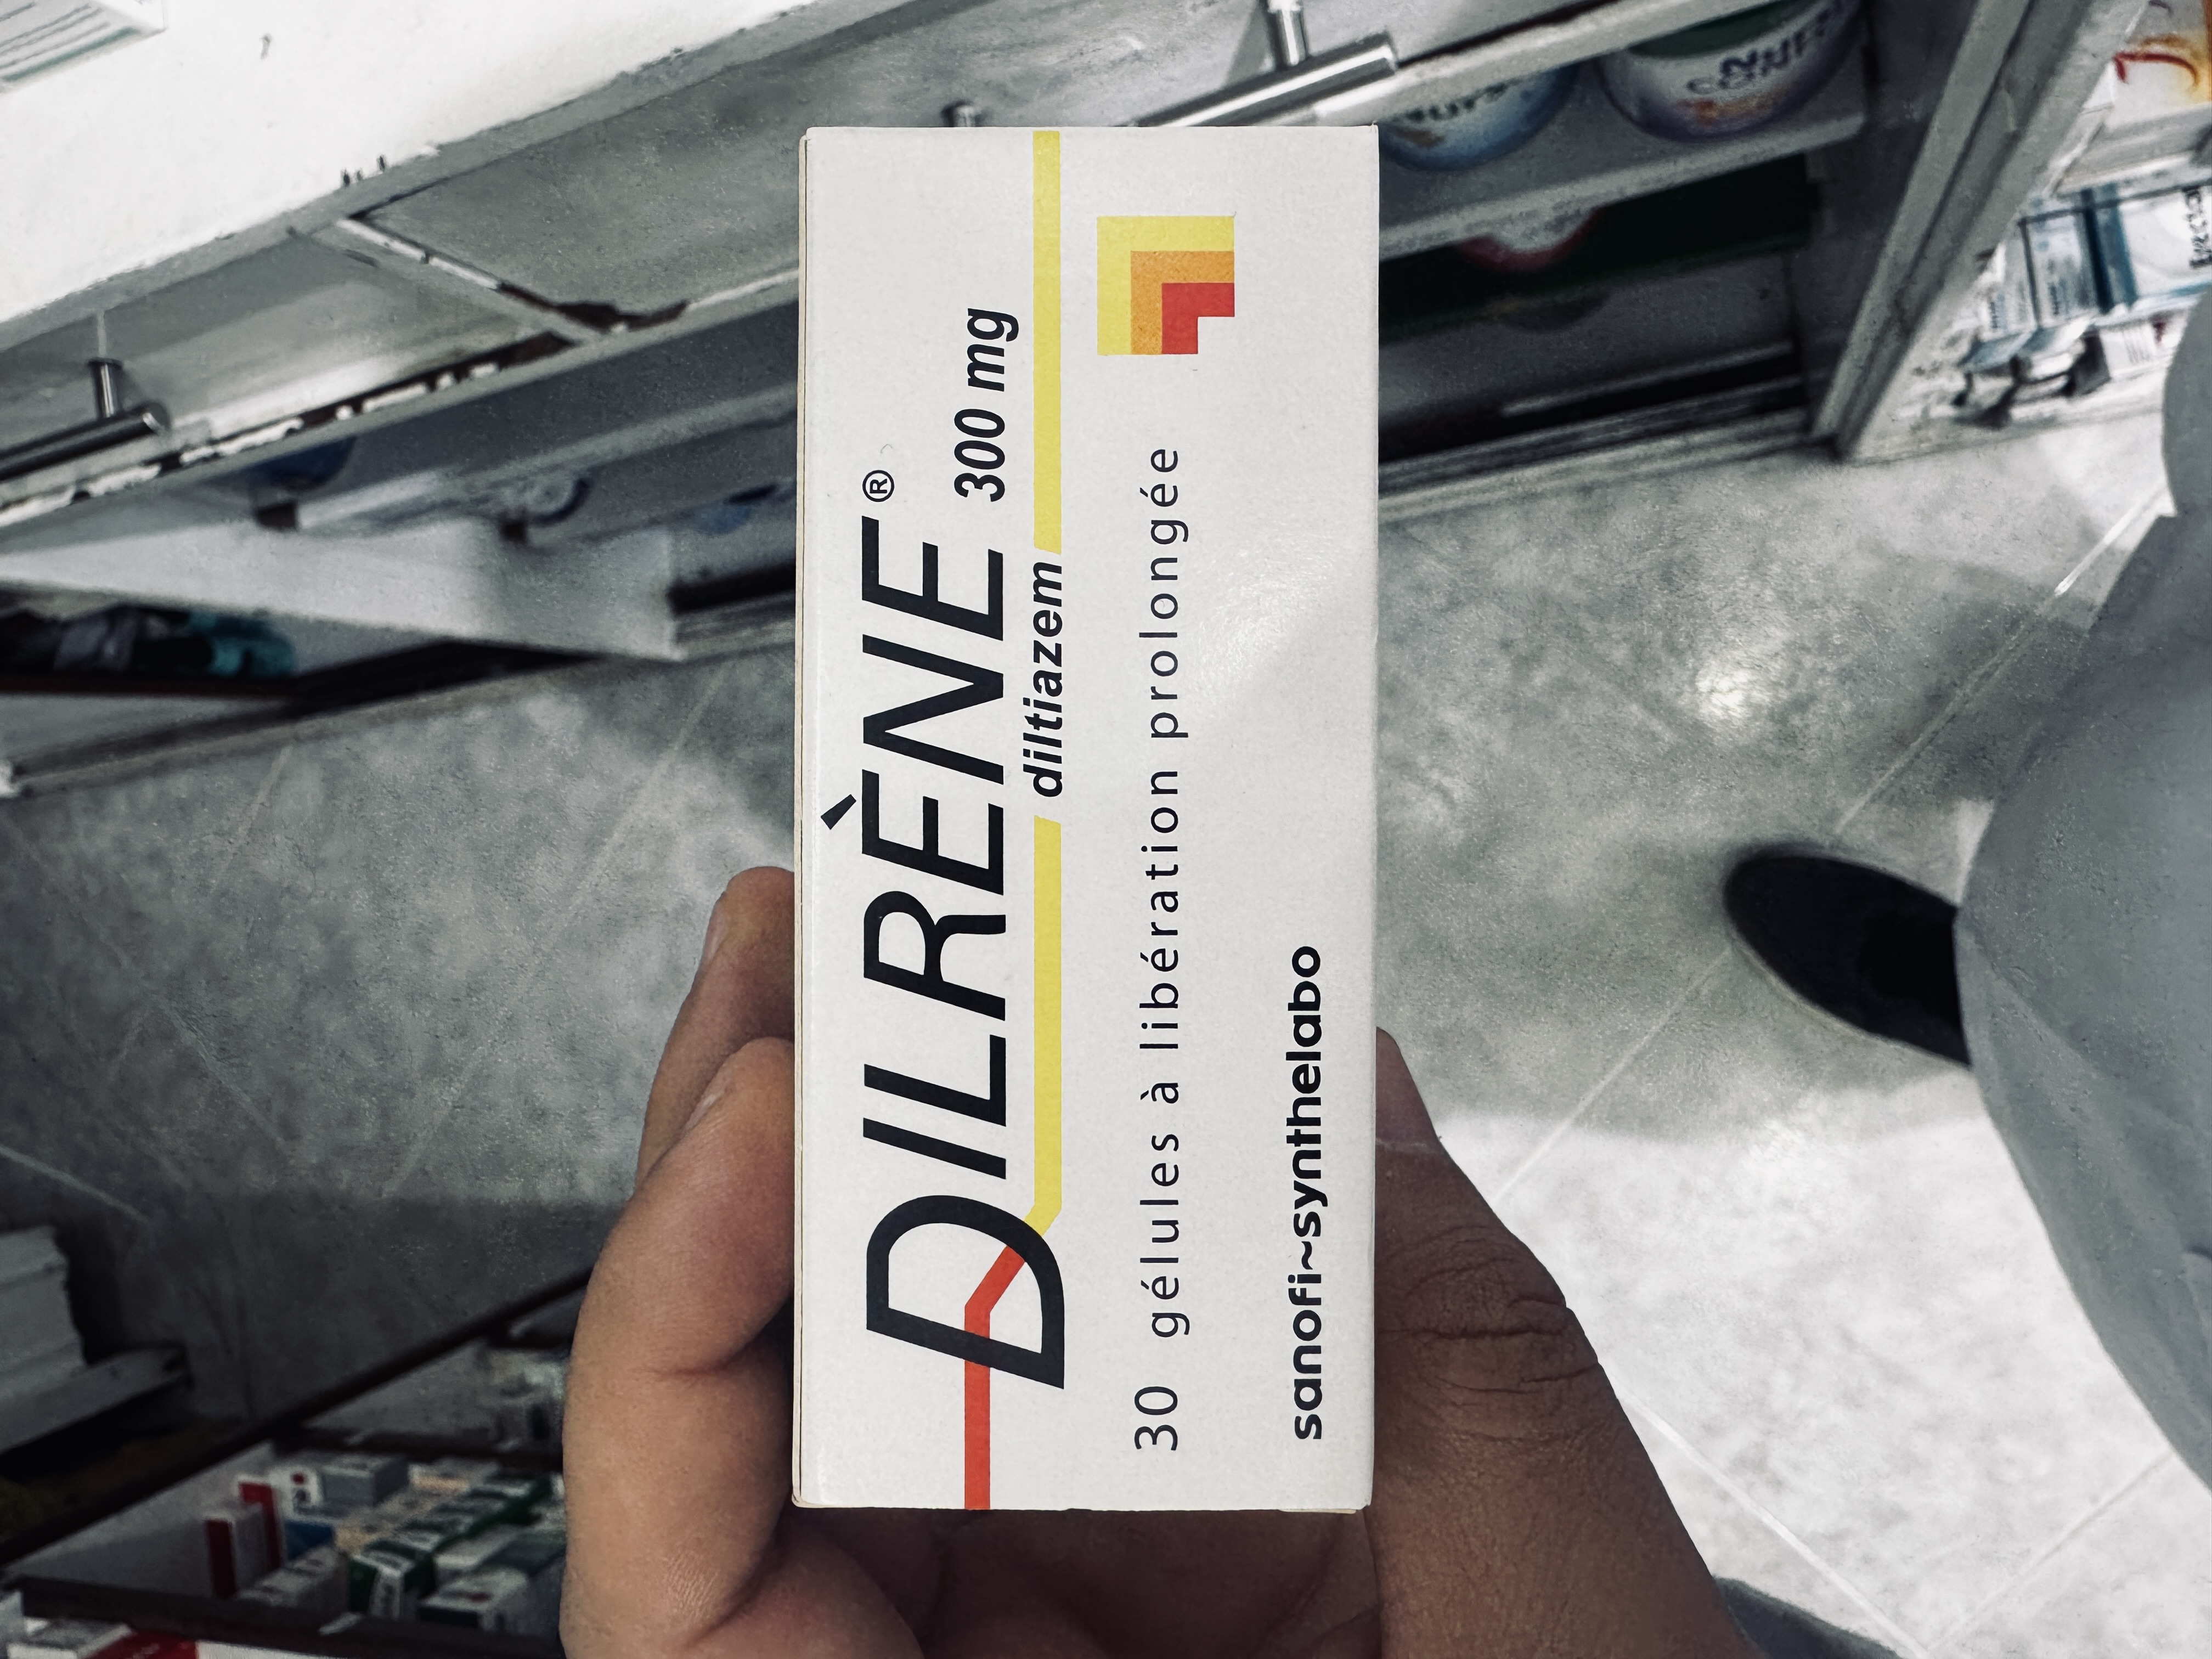 DILRÈNE®
300 mg
diltiazem
30 gélules à libération prolongée
sanofi~synthelabo